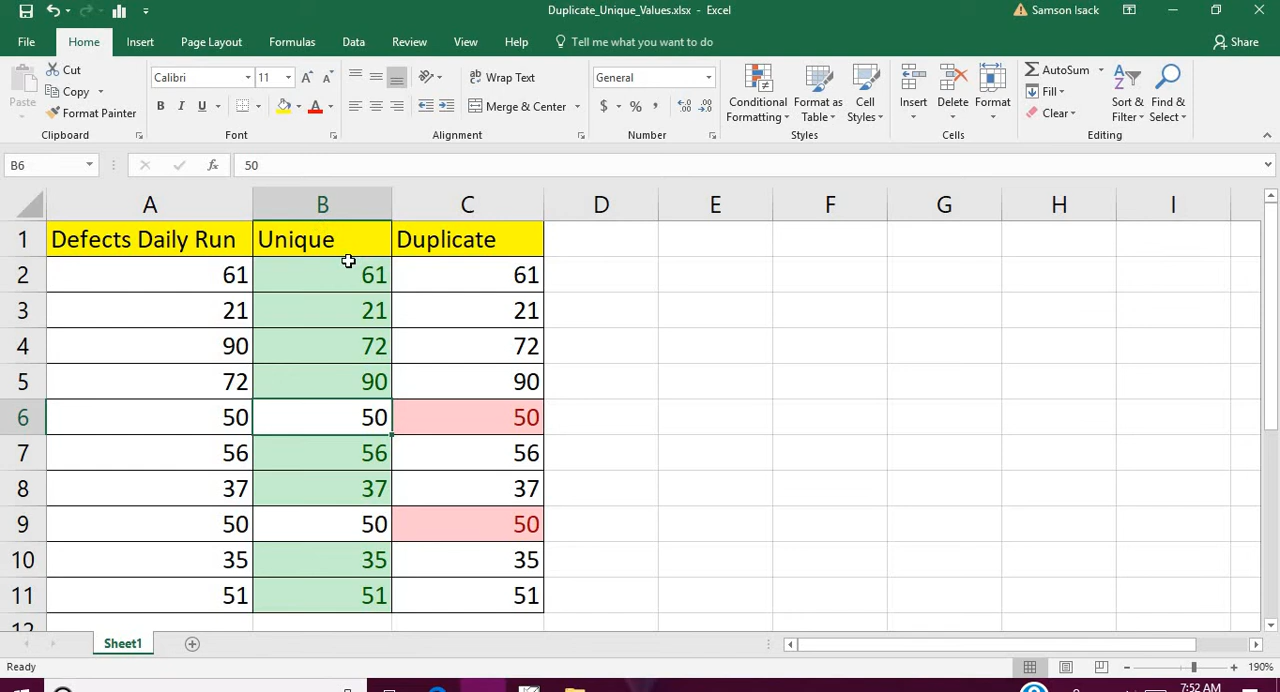 Duplicate_Unique_Values.xlsx - Excel
Samson Isack
File Home Insert Page Layout Formulas Data Review View Help Tell me what you want to do Share
Paste
Cut
Copy
Format Painter
Clipboard
Calibri 11
B I U
Font
Wrap Text
Merge & Center
Alignment
General
$ % ,
Number
Conditional Formatting
Format as Table
Cell Styles
Styles
Insert
Delete
Format
Cells
AutoSum
Fill
Clear
Sort & Filter
Find & Select
Editing
B6 fx 50
A B C D E F G H I
1 Defects Daily Run Unique Duplicate
2 61 61 61
3 21 21 21
4 90 72 72
5 72 90 90
6 50 50 50
7 56 56 56
8 37 37 37
9 50 50 50
10 35 35 35
11 51 51 51
12
Sheet1
Ready 190%
7:52 AM